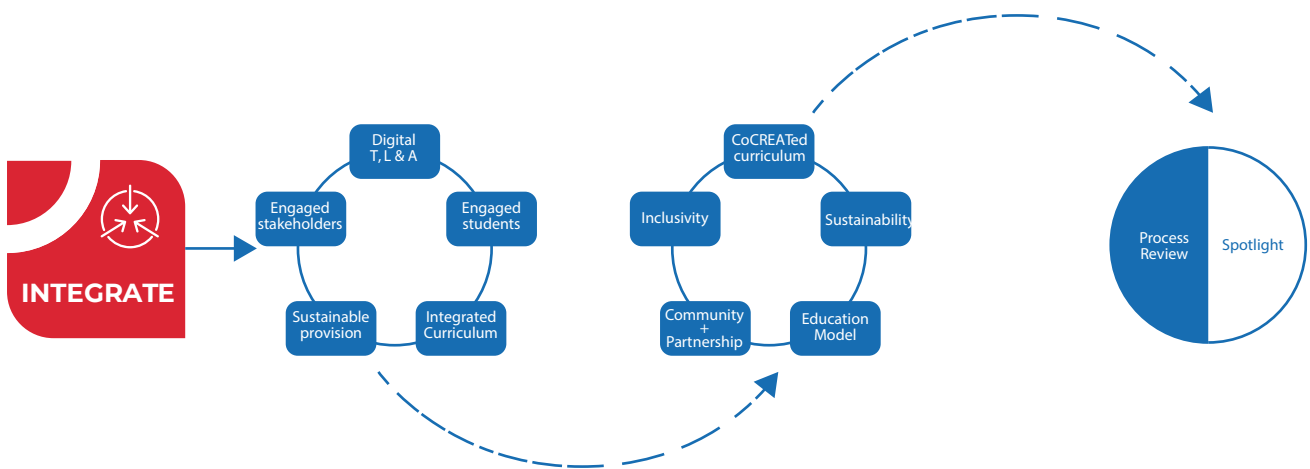 INTEGRATE
Digital
T, L & A
Engaged
stakeholders
Engaged
students
Sustainable
provision
Integrated
Curriculum
CoCREATed
curriculum
Inclusivity
Sustainability
Community
+
Partnership
Education
Model
Process
Review
Spotlight